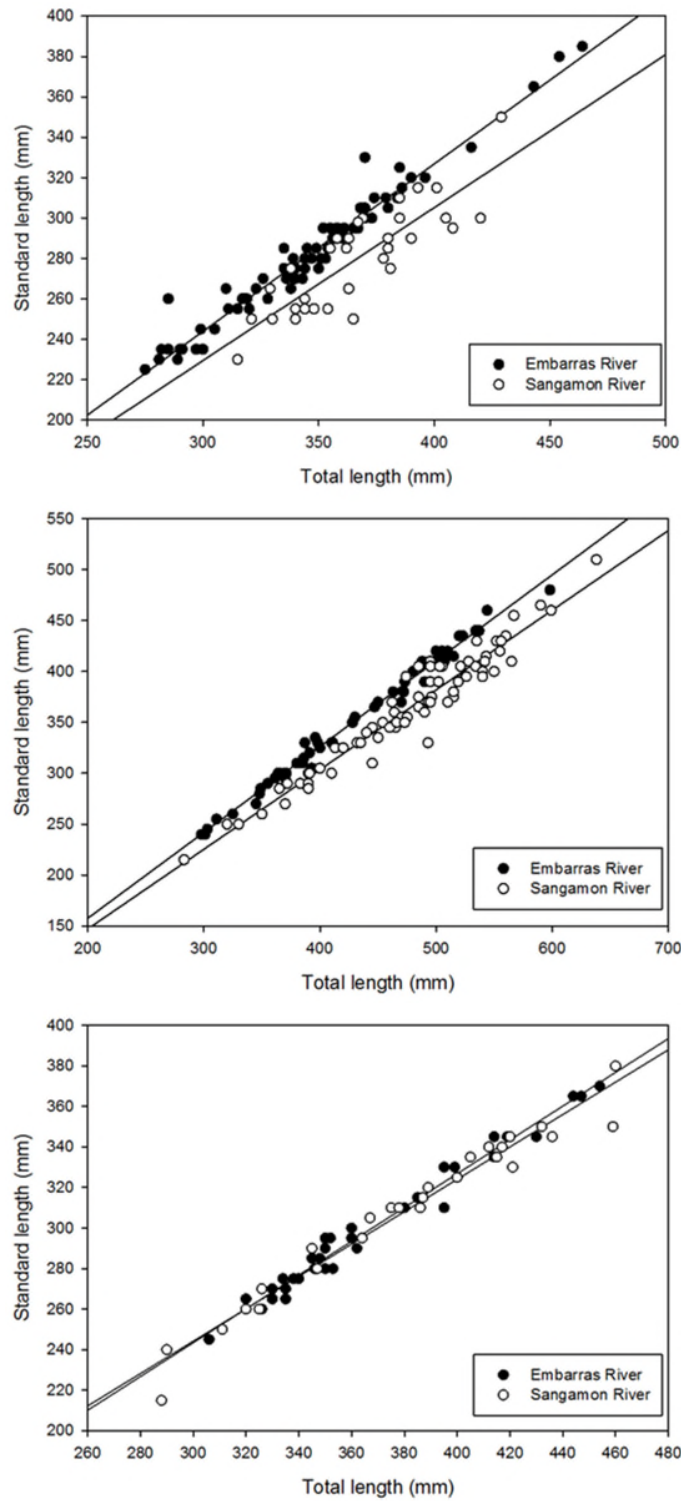 400
380
360
340
320
300
280
260
240
220
200
Standard length (mm)
Embarras River
Sangamon River
250 300 350 400 450 500
Total length (mm)
550
500
450
400
350
300
250
200
150
Standard length (mm)
Embarras River
Sangamon River
200 300 400 500 600 700
Total length (mm)
400
380
360
340
320
300
280
260
240
220
200
Standard length (mm)
Embarras River
Sangamon River
260 280 300 320 340 360 380 400 420 440 460 480
Total length (mm)